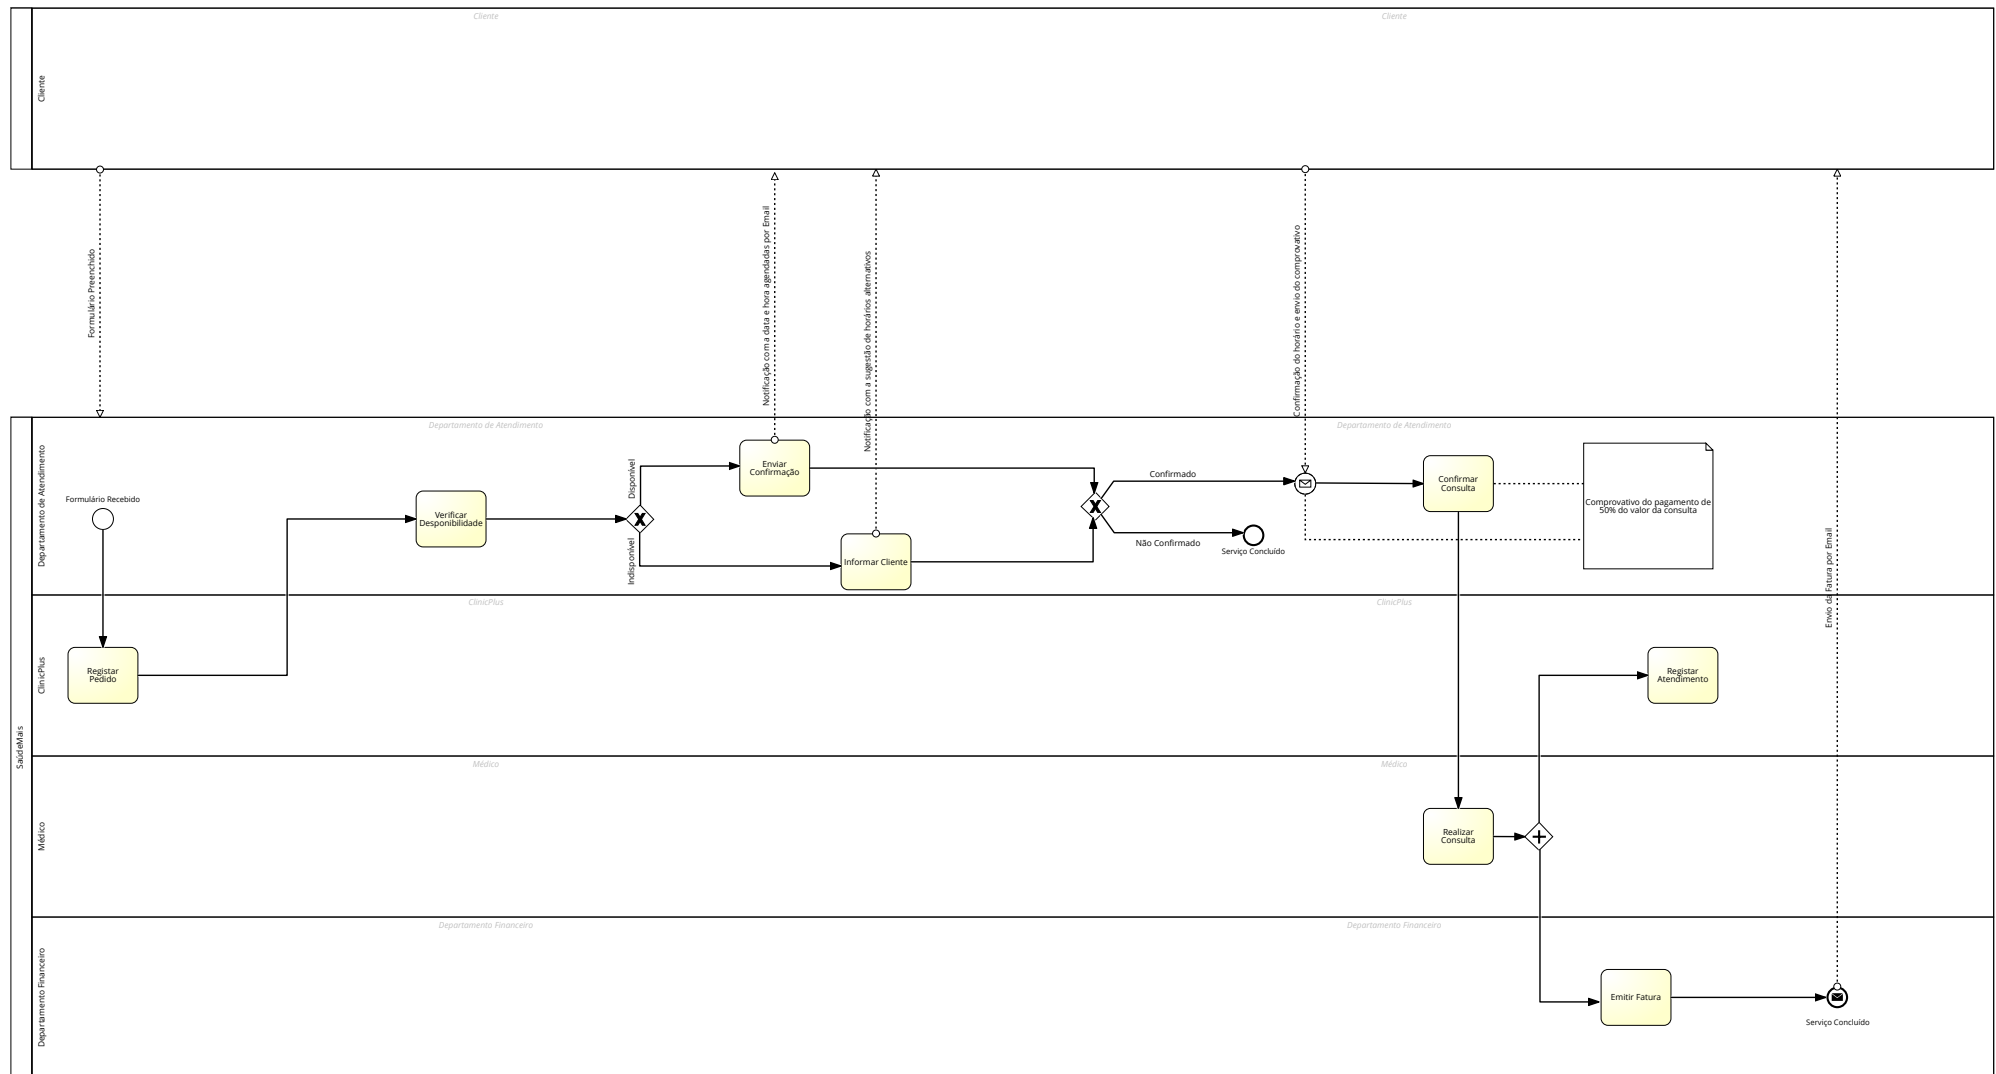 Cliente
Cliente
Cliente
Formulário Preenchido
Notificação com a data e hora agendadas por Email
Notificação com a sugestão de horários alternativos
Confirmação do horário e envio do comprovativo
Envio da Fatura por Email
SaúdeMais
Departamento de Atendimento
Departamento de Atendimento
Departamento de Atendimento
Formulário Recebido
Verificar
Desponibilidade
Disponível
Indisponível
Enviar
Confirmação
Informar Cliente
Confirmado
Não Confirmado
Serviço Concluído
Confirmar
Consulta
Comprovativo do pagamento de
50% do valor da consulta
ClinicPlus
ClinicPlus
ClinicPlus
Registar
Pedido
Registar
Atendimento
Médico
Médico
Médico
Realizar
Consulta
Departamento Financeiro
Departamento Financeiro
Departamento Financeiro
Emitir Fatura
Serviço Concluído